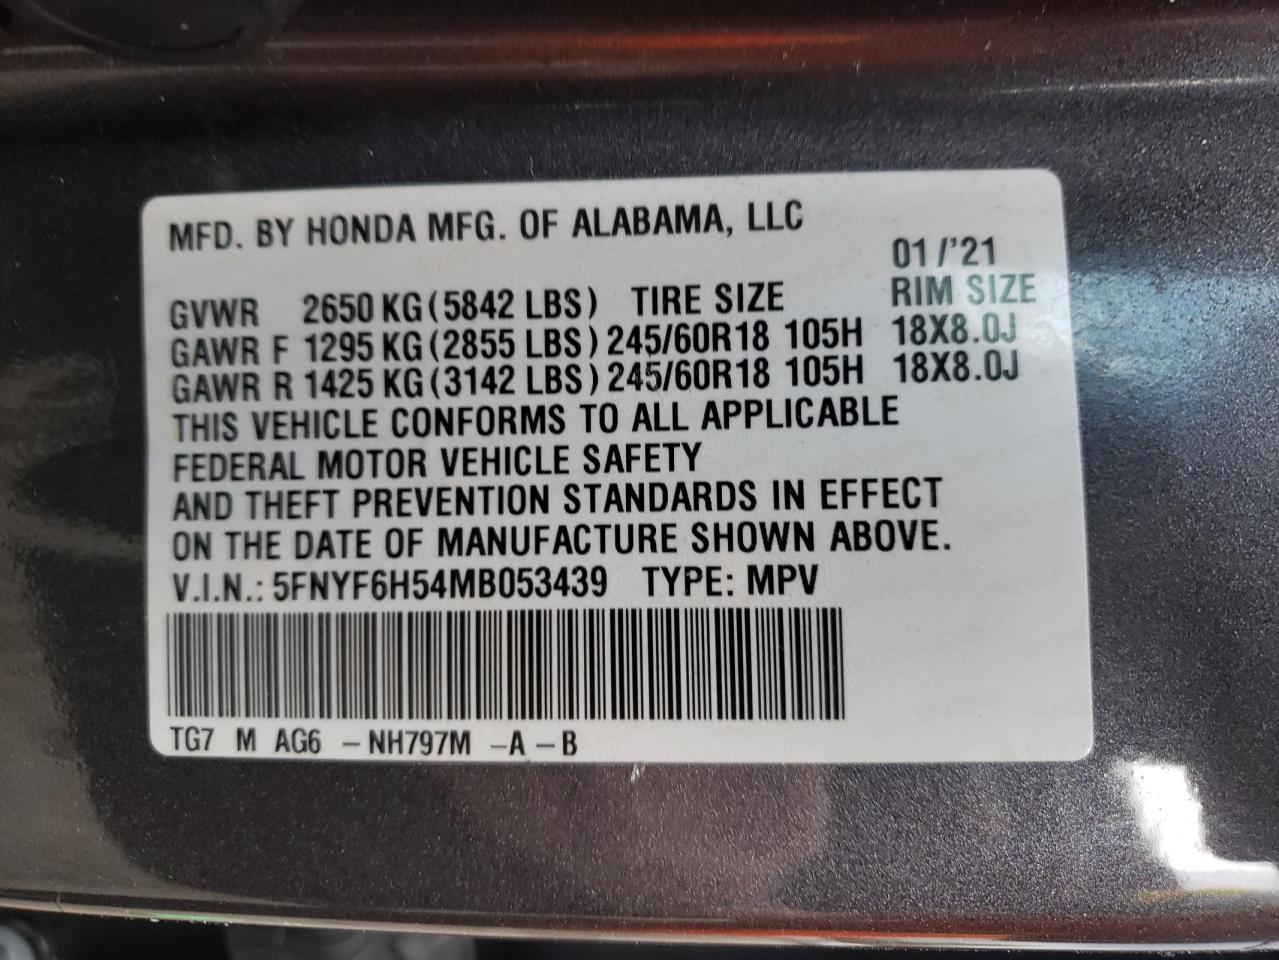 MFD. BY HONDA MFG. OF ALABAMA, LLC
01/'21
GVWR 2650 KG (5842 LBS) TIRE SIZE RIM SIZE
GAWR F 1295 KG (2855 LBS) 245/60R18 105H 18X8.0J
GAWR R 1425 KG (3142 LBS) 245/60R18 105H 18X8.0J
THIS VEHICLE CONFORMS TO ALL APPLICABLE
FEDERAL MOTOR VEHICLE SAFETY
AND THEFT PREVENTION STANDARDS IN EFFECT
ON THE DATE OF MANUFACTURE SHOWN ABOVE.
V.I.N.: 5FNYF6H54MB053439 TYPE: MPV
TG7 M AG6 -NH797M -A-B